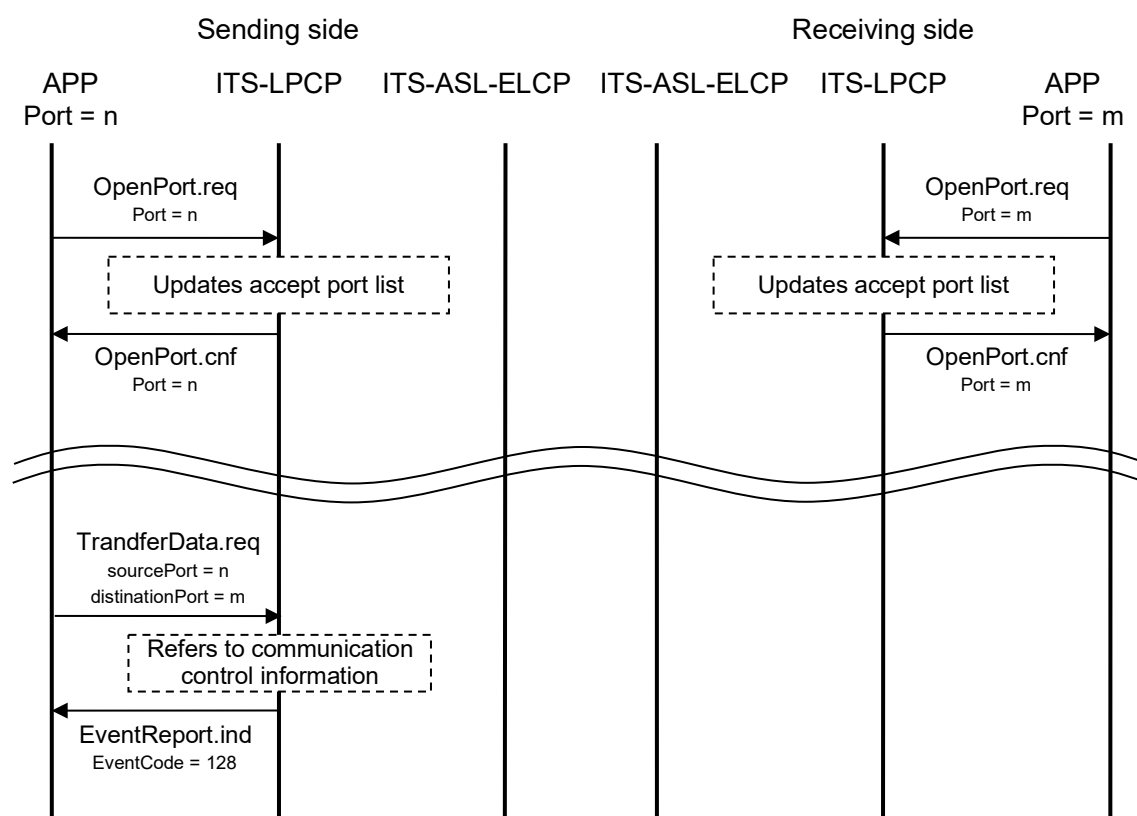 Sending side
Receiving side
APP
Port = n
ITS-LPCP
ITS-ASL-ELCP
ITS-ASL-ELCP
ITS-LPCP
APP
Port = m
OpenPort.req
Port = n
OpenPort.req
Port = m
Updates accept port list
Updates accept port list
OpenPort.cnf
Port = n
OpenPort.cnf
Port = m
TrandferData.req
sourcePort = n
distinationPort = m
Refers to communication
control information
EventReport.ind
EventCode = 128